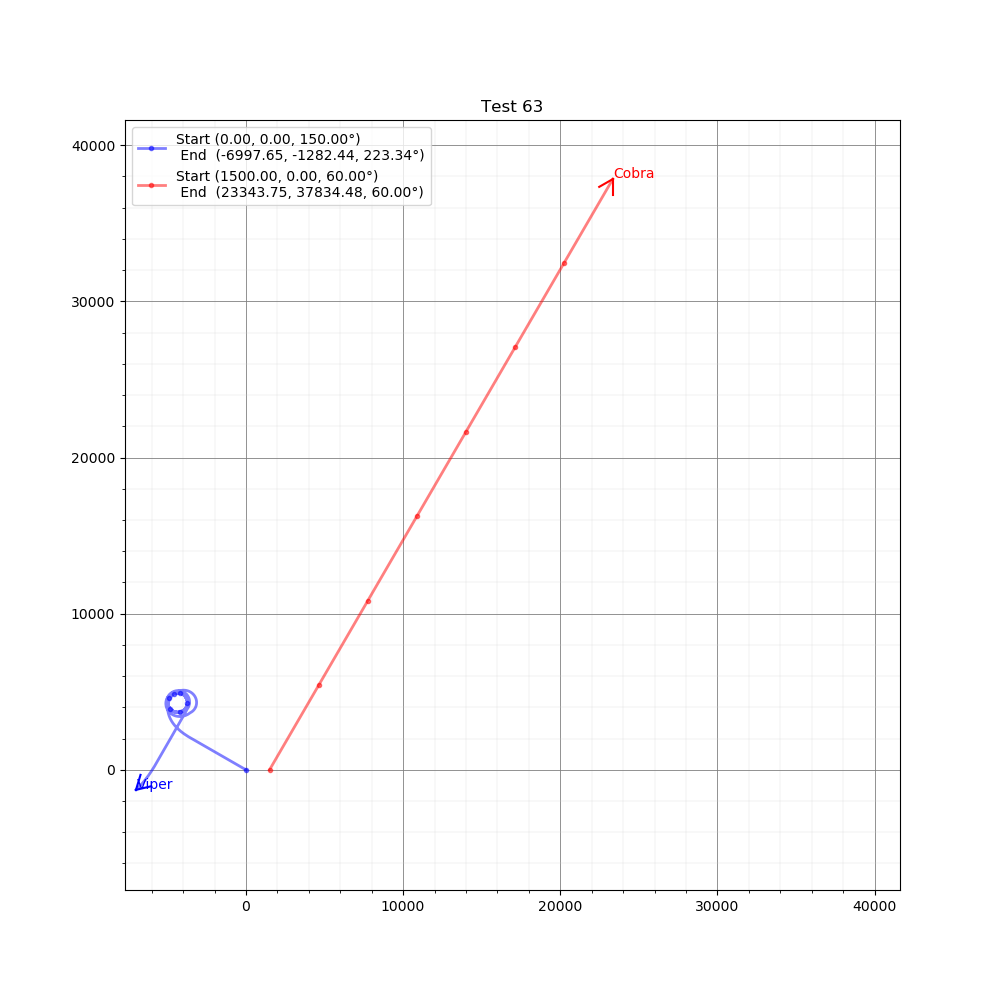 Test 63
Start (0.00, 0.00, 150.00°)
End (-6997.65, -1282.44, 223.34°)
Start (1500.00, 0.00, 60.00°)
End (23343.75, 37834.48, 60.00°)
Cobra
Viper
40000
30000
20000
10000
0
0
10000
20000
30000
40000